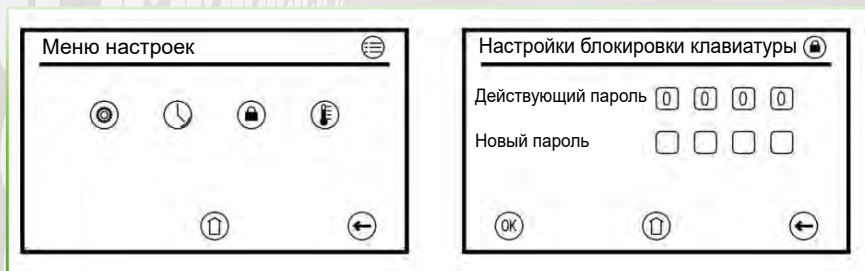 Меню настроек
Настройки блокировки клавиатуры
Действующий пароль 0 0 0 0
Новый пароль
OK